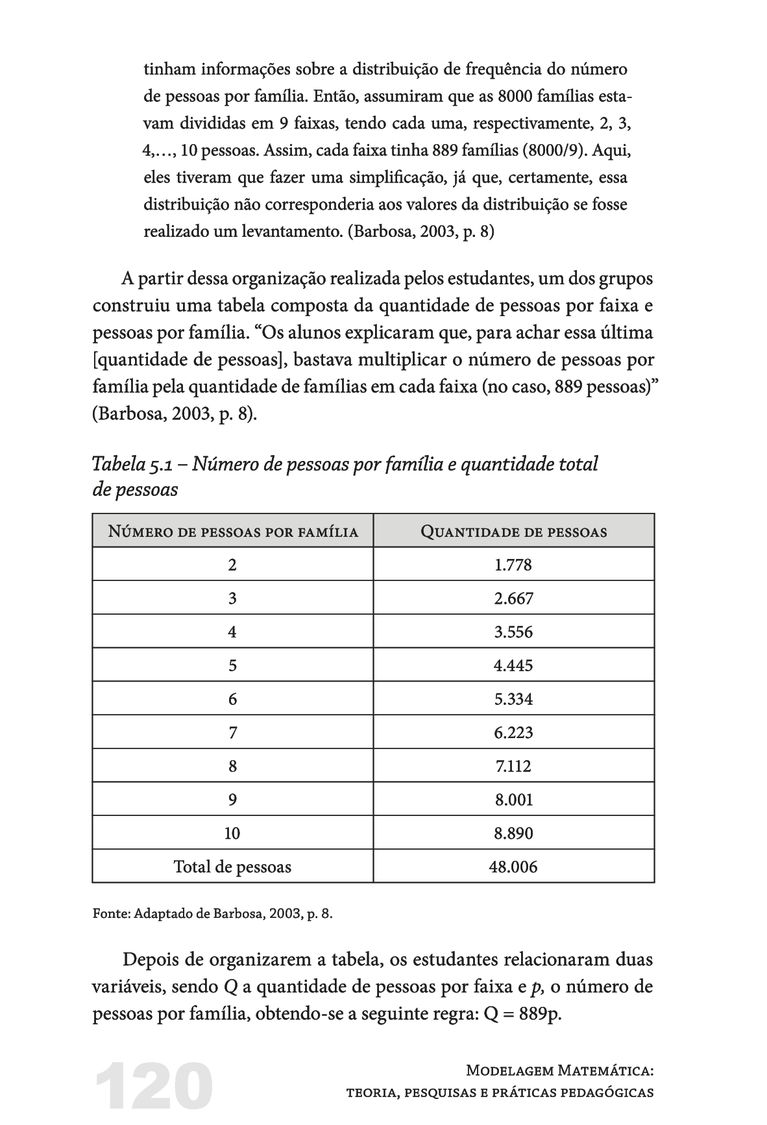 tinham informações sobre a distribuição de frequência do número
de pessoas por família. Então, assumiram que as 8000 famílias esta-
vam divididas em 9 faixas, tendo cada uma, respectivamente, 2, 3,
4,…, 10 pessoas. Assim, cada faixa tinha 889 famílias (8000/9). Aqui,
eles tiveram que fazer uma simplificação, já que, certamente, essa
distribuição não corresponderia aos valores da distribuição se fosse
realizado um levantamento. (Barbosa, 2003, p. 8)
A partir dessa organização realizada pelos estudantes, um dos grupos
construiu uma tabela composta da quantidade de pessoas por faixa e
pessoas por família. “Os alunos explicaram que, para achar essa última
[quantidade de pessoas], bastava multiplicar o número de pessoas por
família pela quantidade de famílias em cada faixa (no caso, 889 pessoas)”
(Barbosa, 2003, p. 8).
Tabela 5.1 – Número de pessoas por família e quantidade total
de pessoas
Número de pessoas por família Quantidade de pessoas
2 1.778
3 2.667
4 3.556
5 4.445
6 5.334
7 6.223
8 7.112
9 8.001
10 8.890
Total de pessoas 48.006
Fonte: Adaptado de Barbosa, 2003, p. 8.
Depois de organizarem a tabela, os estudantes relacionaram duas
variáveis, sendo Q a quantidade de pessoas por faixa e p, o número de
pessoas por família, obtendo-se a seguinte regra: Q = 889p.
120
Modelagem Matemática:
teoria, pesquisas e práticas pedagógicas